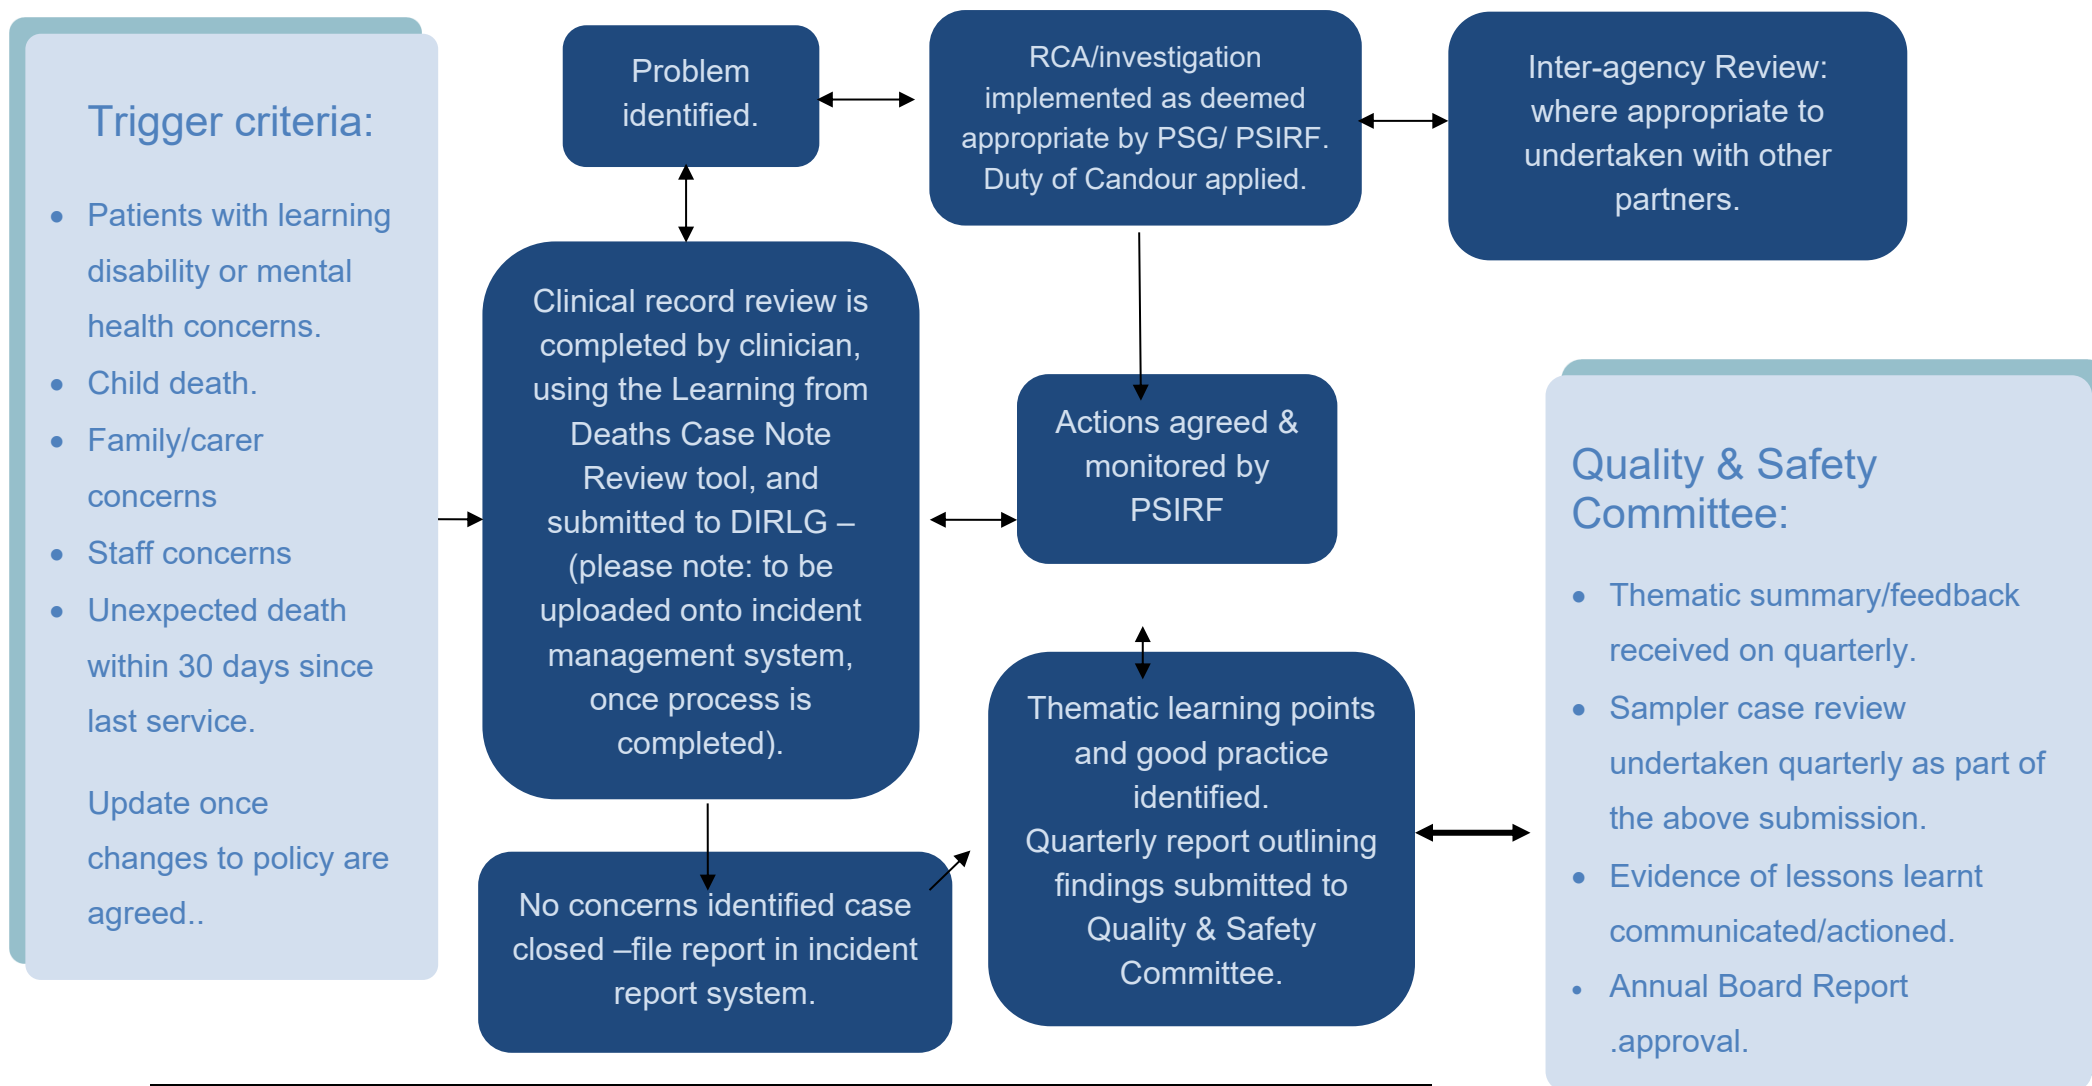 Trigger criteria:
• Patients with learning
disability or mental
health concerns.
• Child death.
• Family/carer
concerns
• Staff concerns
• Unexpected death
within 30 days since
last service.
Update once
changes to policy are
agreed..
Problem
identified.
RCA/investigation
implemented as deemed
appropriate by PSG/ PSIRF.
Duty of Candour applied.
Inter-agency Review:
where appropriate to
undertaken with other
partners.
Clinical record review is
completed by clinician,
using the Learning from
Deaths Case Note
Review tool, and
submitted to DIRLG –
(please note: to be
uploaded onto incident
management system,
once process is
completed).
Actions agreed &
monitored by
PSIRF
No concerns identified case
closed –file report in incident
report system.
Thematic learning points
and good practice
identified.
Quarterly report outlining
findings submitted to
Quality & Safety
Committee.
Quality & Safety
Committee:
• Thematic summary/feedback
received on quarterly.
• Sampler case review
undertaken quarterly as part of
the above submission.
• Evidence of lessons learnt
communicated/actioned.
• Annual Board Report
.approval.